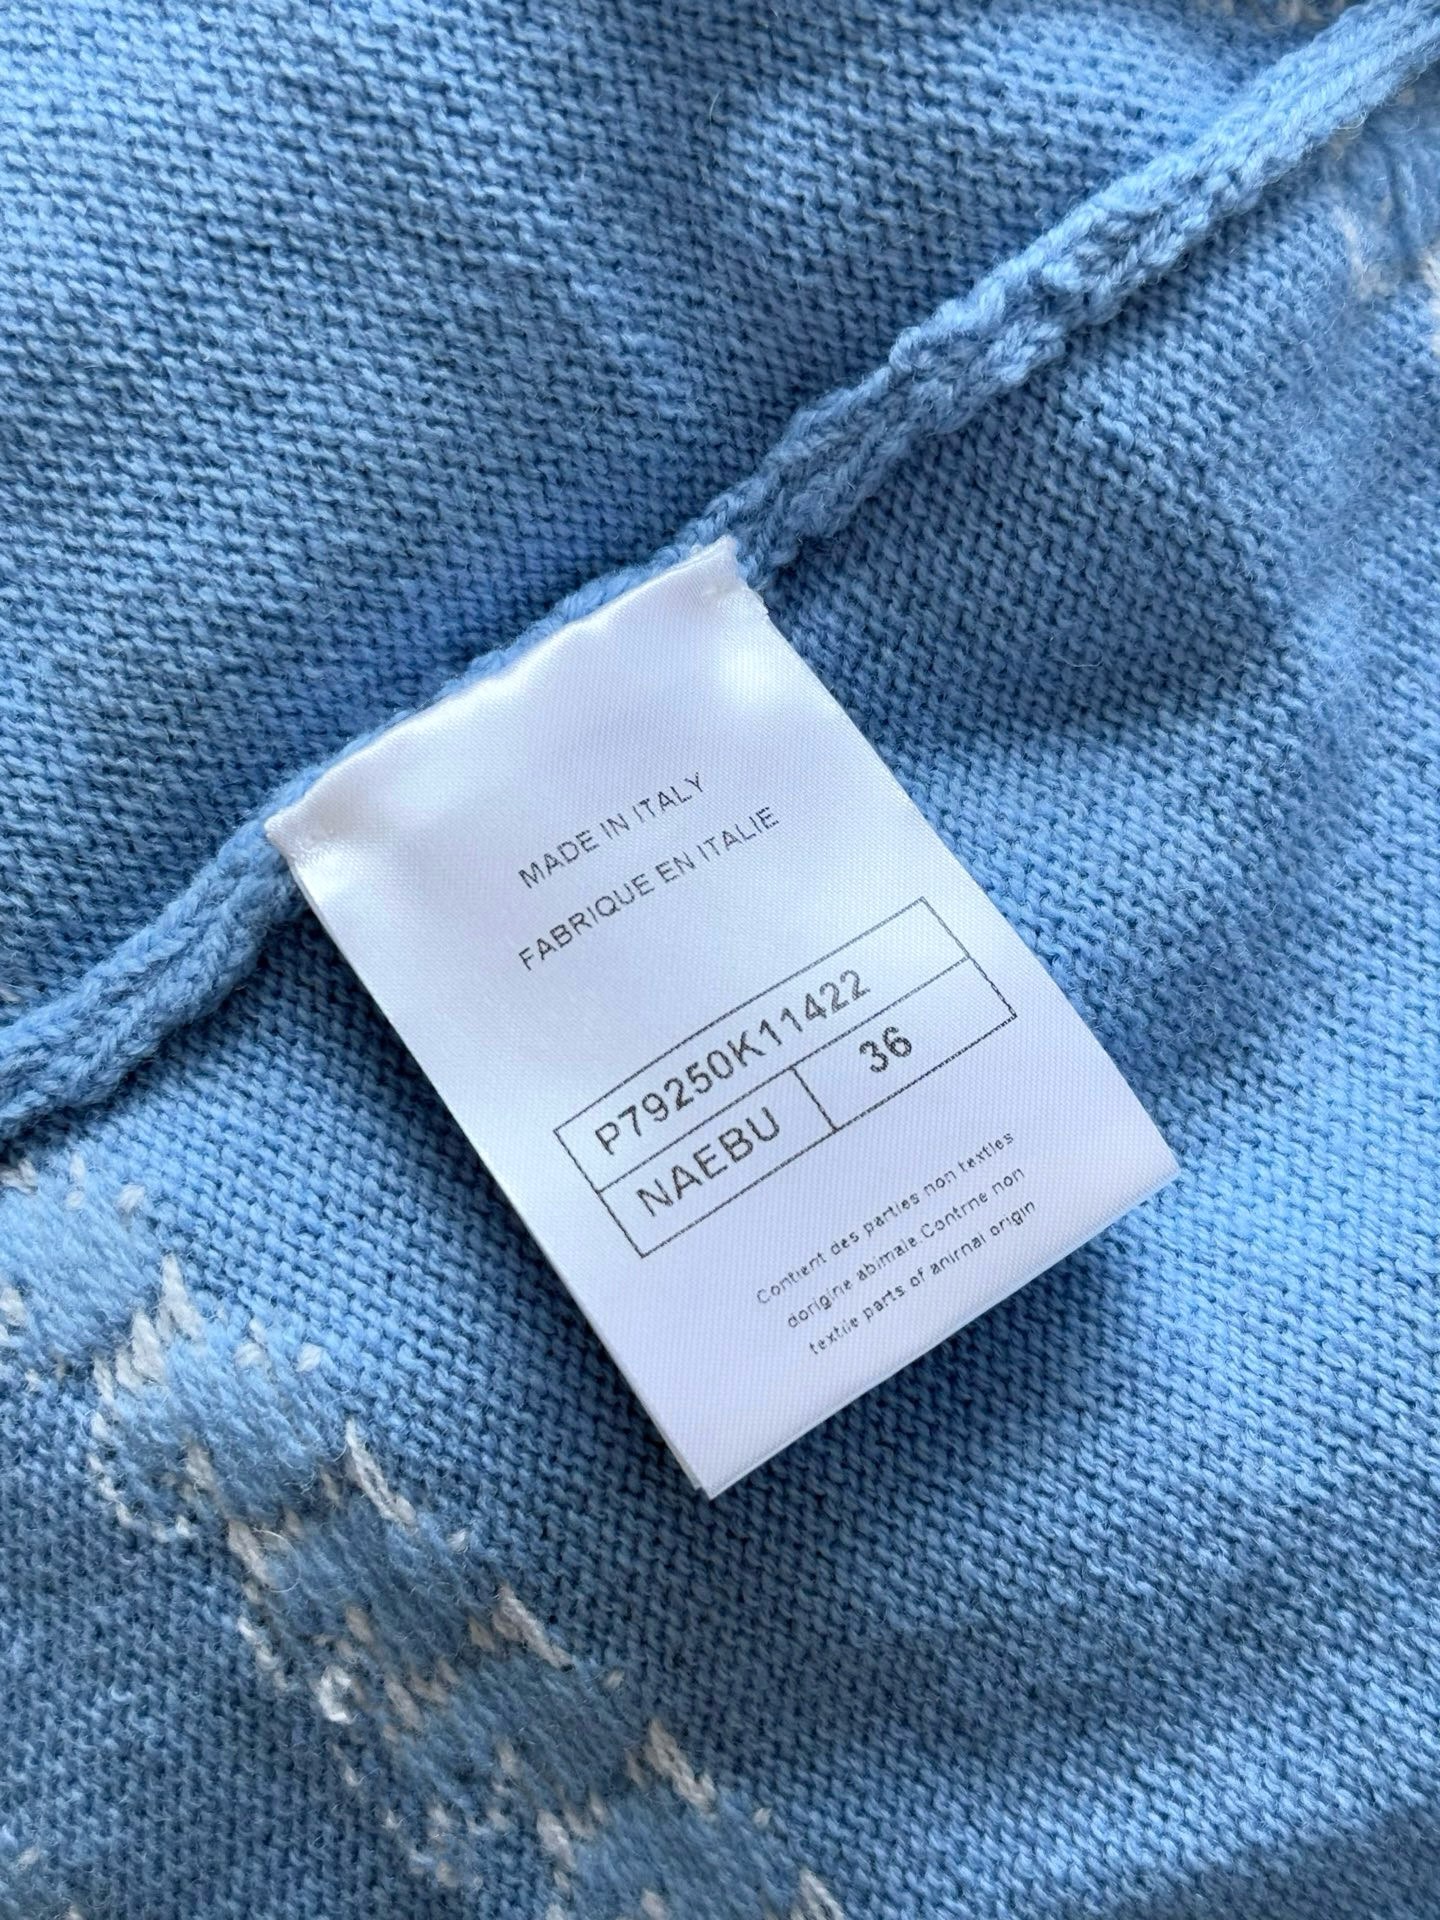 MADE IN ITALY
FABRIQUE EN ITALIE
P79250K11422
NAEBU
36
Contient des parties non textles
dorigine abimale.Contrne non
textile parts of anirnal origin